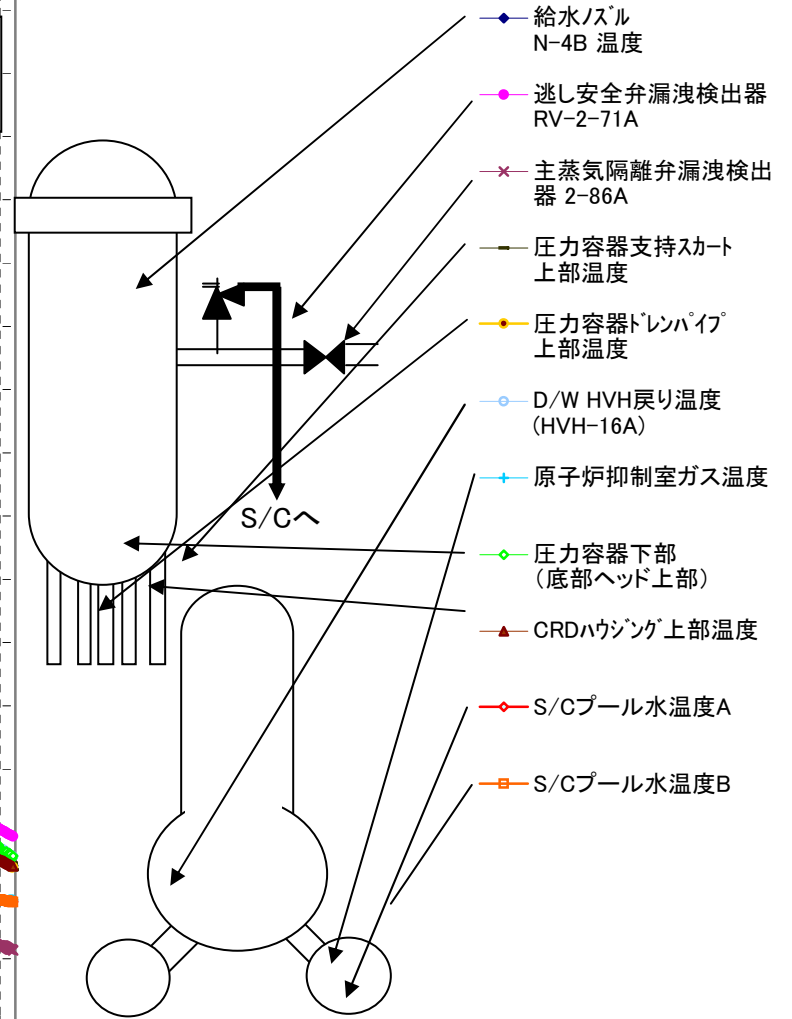 給水ノズル
N-4B 温度
逃し安全弁漏洩検出器
RV-2-71A
主蒸気隔離弁漏洩検出
器 2-86A
圧力容器支持スカート
上部温度
圧力容器ドレンパイプ
上部温度
D/W HVH戻り温度
(HVH-16A)
原子炉抑制室ガス温度
S/Cへ
圧力容器下部
（底部ヘッド上部）
CRDハウジング上部温度
S/Cプール水温度A
S/Cプール水温度B